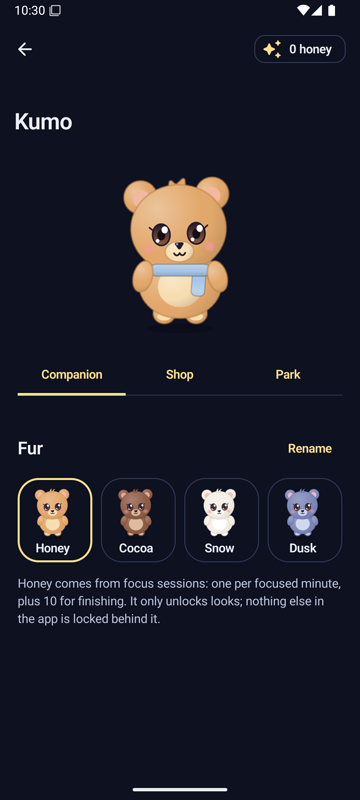 10:30
0 honey
Kumo
Companion
Shop
Park
Fur
Rename
Honey
Cocoa
Snow
Dusk
Honey comes from focus sessions: one per focused minute,
plus 10 for finishing. It only unlocks looks; nothing else in
the app is locked behind it.